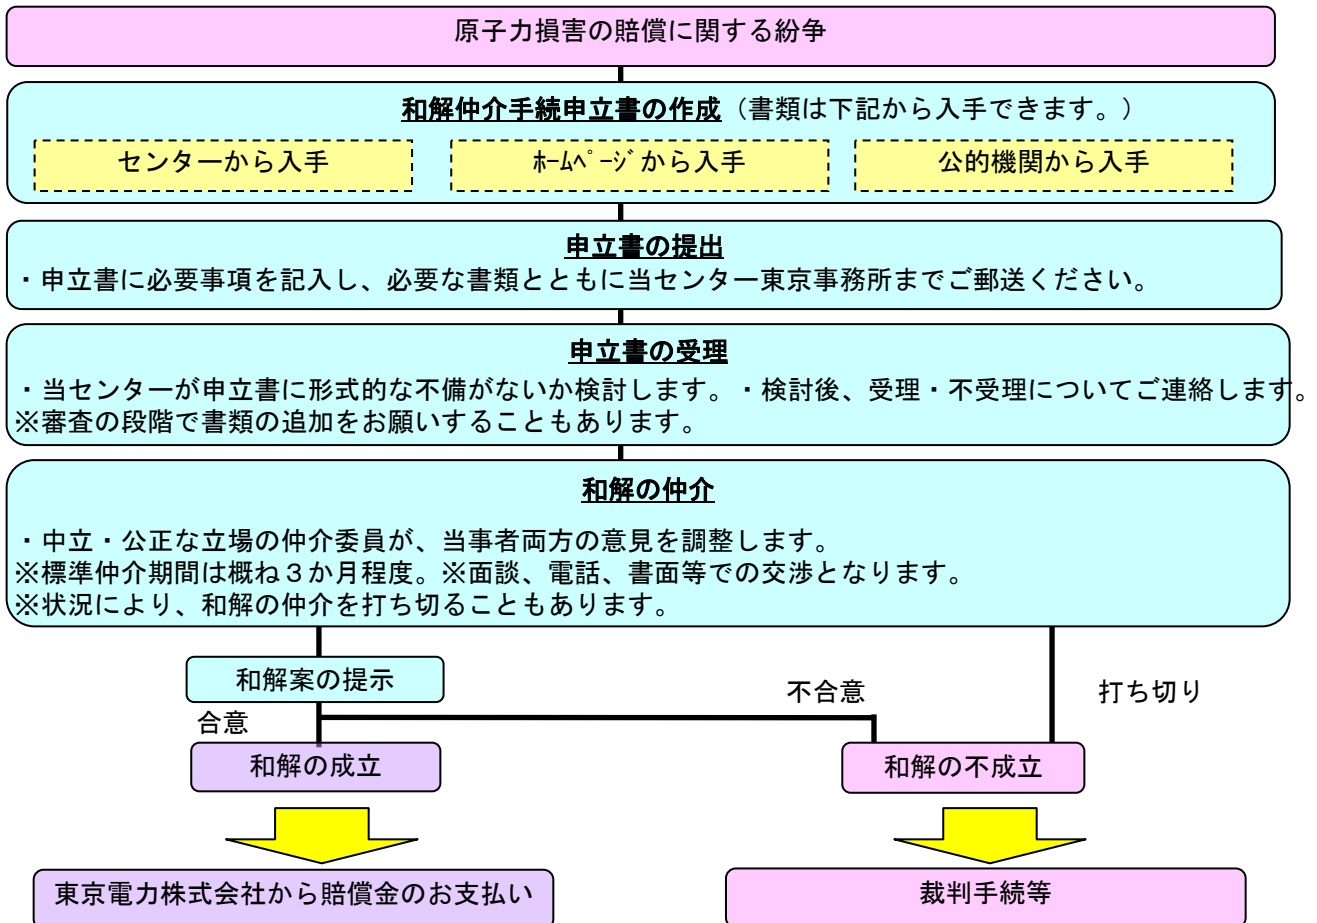 原子力損害の賠償に関する紛争
和解仲介手続申立書の作成(書類は下記から入手できます。)
センターから入手
ﾎｰﾑﾍﾟｰｼﾞから入手
公的機関から入手
申立書の提出
・申立書に必要事項を記入し、必要な書類とともに当センター東京事務所までご郵送ください。
申立書の受理
・当センターが申立書に形式的な不備がないか検討します。・検討後、受理・不受理についてご連絡します。
※審査の段階で書類の追加をお願いすることもあります。
和解の仲介
・中立・公正な立場の仲介委員が、当事者両方の意見を調整します。
※標準仲介期間は概ね３か月程度。※面談、電話、書面等での交渉となります。
※状況により、和解の仲介を打ち切ることもあります。
和解案の提示
不合意
打ち切り
合意
和解の成立
和解の不成立
東京電力株式会社から賠償金のお支払い
裁判手続等